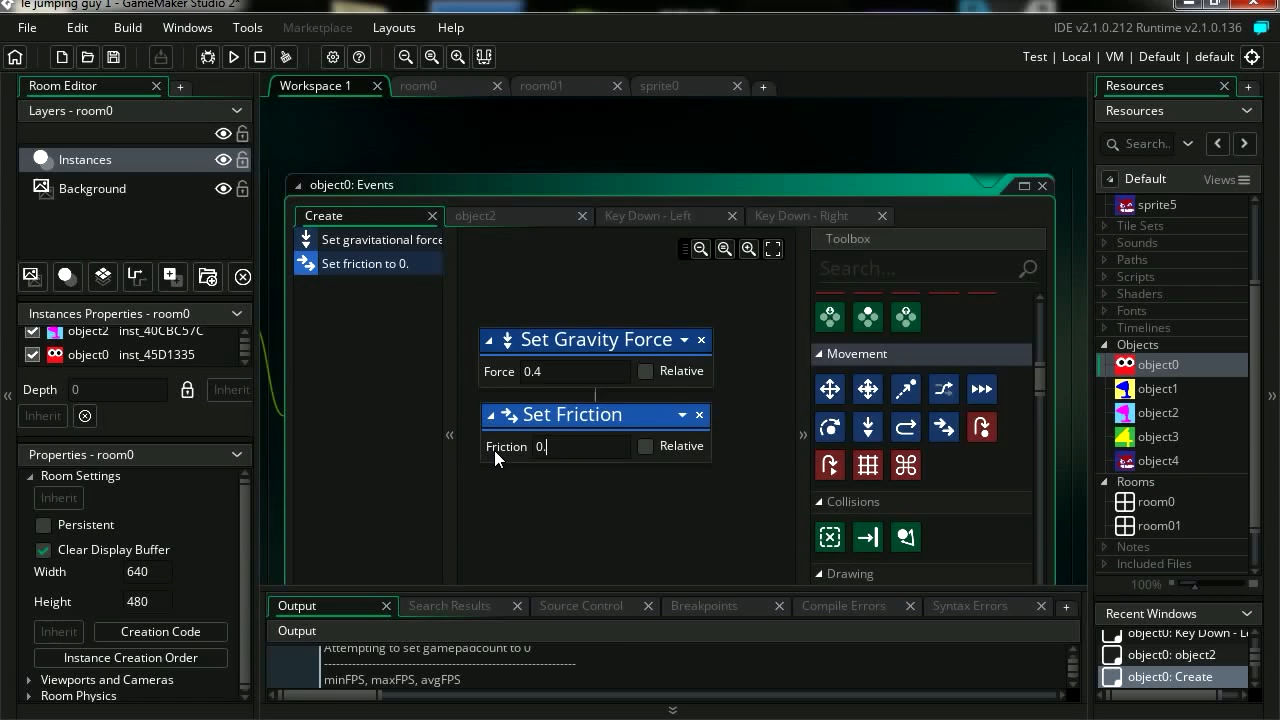 le jumping guy 1 - GameMaker Studio 2*
File Edit Build Windows Tools Marketplace Layouts Help
IDE v2.1.0.212 Runtime v2.1.0.136
Test | Local | VM | Default | default
Room Editor
Layers - room0
Instances
Background
Instances Properties - room0
object2 inst_40CBC57C
object0 inst_45D1335
Depth 0 Inherit
Inherit
Properties - room0
Room Settings
Inherit
Persistent
Clear Display Buffer
Width 640
Height 480
Inherit Creation Code
Instance Creation Order
Viewports and Cameras
Room Physics
Workspace 1 room0 room01 sprite0
object0: Events
Create object2 Key Down - Left Key Down - Right
Set gravitational force
Set friction to 0.
Set Gravity Force
Force 0.4 Relative
Set Friction
Friction 0. Relative
Toolbox
Search...
Movement
Collisions
Drawing
Output Search Results Source Control Breakpoints Compile Errors Syntax Errors
Output
Attempting to set gamepadcount to 0
---------------------------------------------------------------
minFPS, maxFPS, avgFPS
Resources
Resources
Search..
Default Views
sprite5
Tile Sets
Sounds
Paths
Scripts
Shaders
Fonts
Timelines
Objects
object0
object1
object2
object3
object4
Rooms
room0
room01
Notes
Included Files
100%
Recent Windows
object0: Key Down - Le
object0: object2
object0: Create